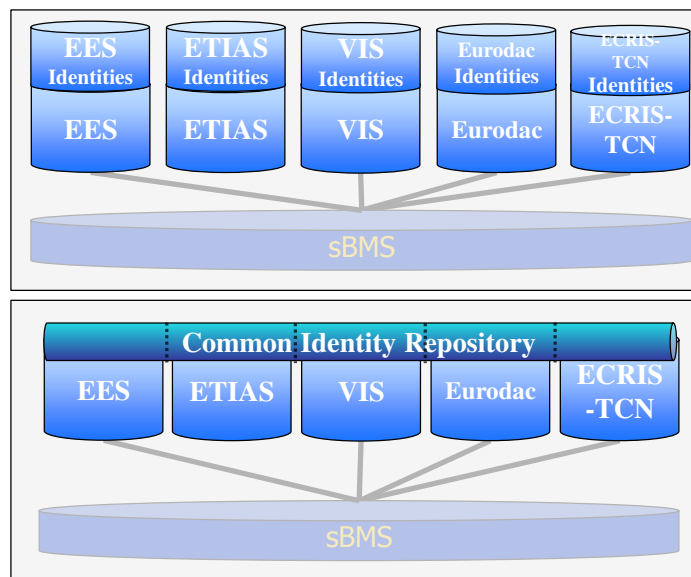 EES
Identities
ETIAS
Identities
VIS
Identities
Eurodac
Identities
ECRIS-
TCN
Identities
EES
ETIAS
VIS
Eurodac
ECRIS-
TCN
sBMS
Common Identity Repository
EES
ETIAS
VIS
Eurodac
ECRIS
-TCN
sBMS